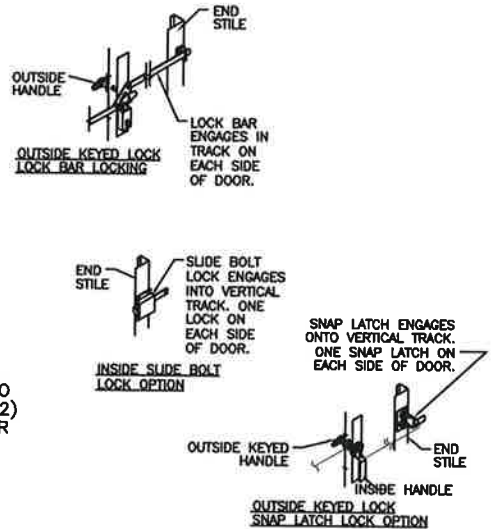 END
STILE
OUTSIDE
HANDLE
LOCK BAR
ENGAGES IN
TRACK ON
EACH SIDE
OF DOOR.
OUTSIDE KEYED LOCK
LOCK BAR LOCKING
END
STILE
SLIDE BOLT
LOCK ENGAGES
INTO VERTICAL
TRACK. ONE
LOCK ON
EACH SIDE
OF DOOR.
INSIDE SLIDE BOLT
LOCK OPTION
O
2)
R
SNAP LATCH ENGAGES
ONTO VERTICAL TRACK.
ONE SNAP LATCH ON
EACH SIDE OF DOOR.
OUTSIDE KEYED
HANDLE
END
STILE
INSIDE HANDLE
OUTSIDE KEYED LOCK
SNAP LATCH LOCK OPTION